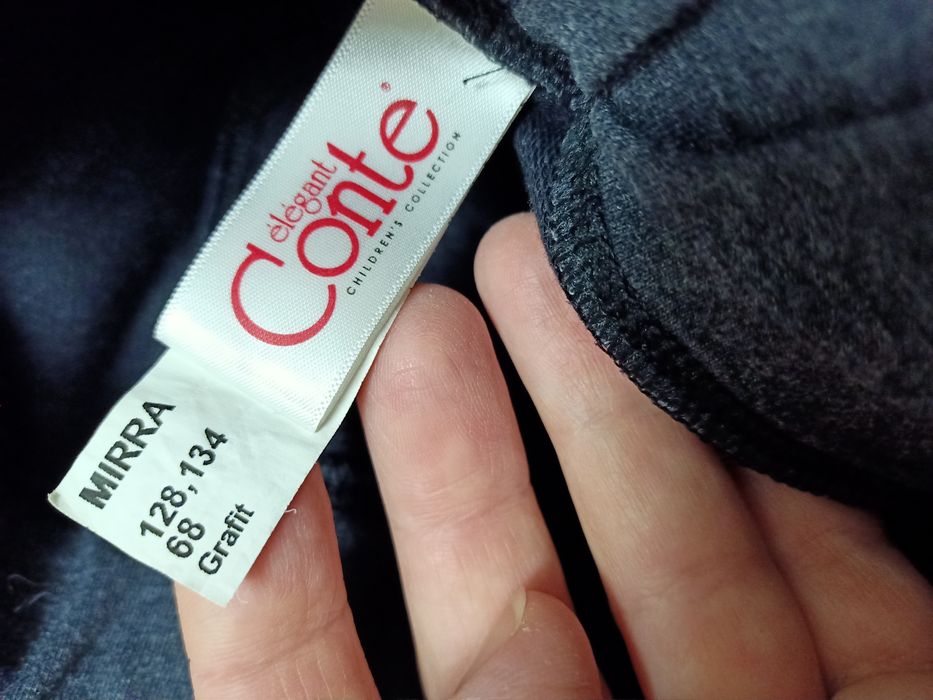 élégant
Conte
CHILDREN'S COLLECTION
MIRRA
128,134
68
Grafit